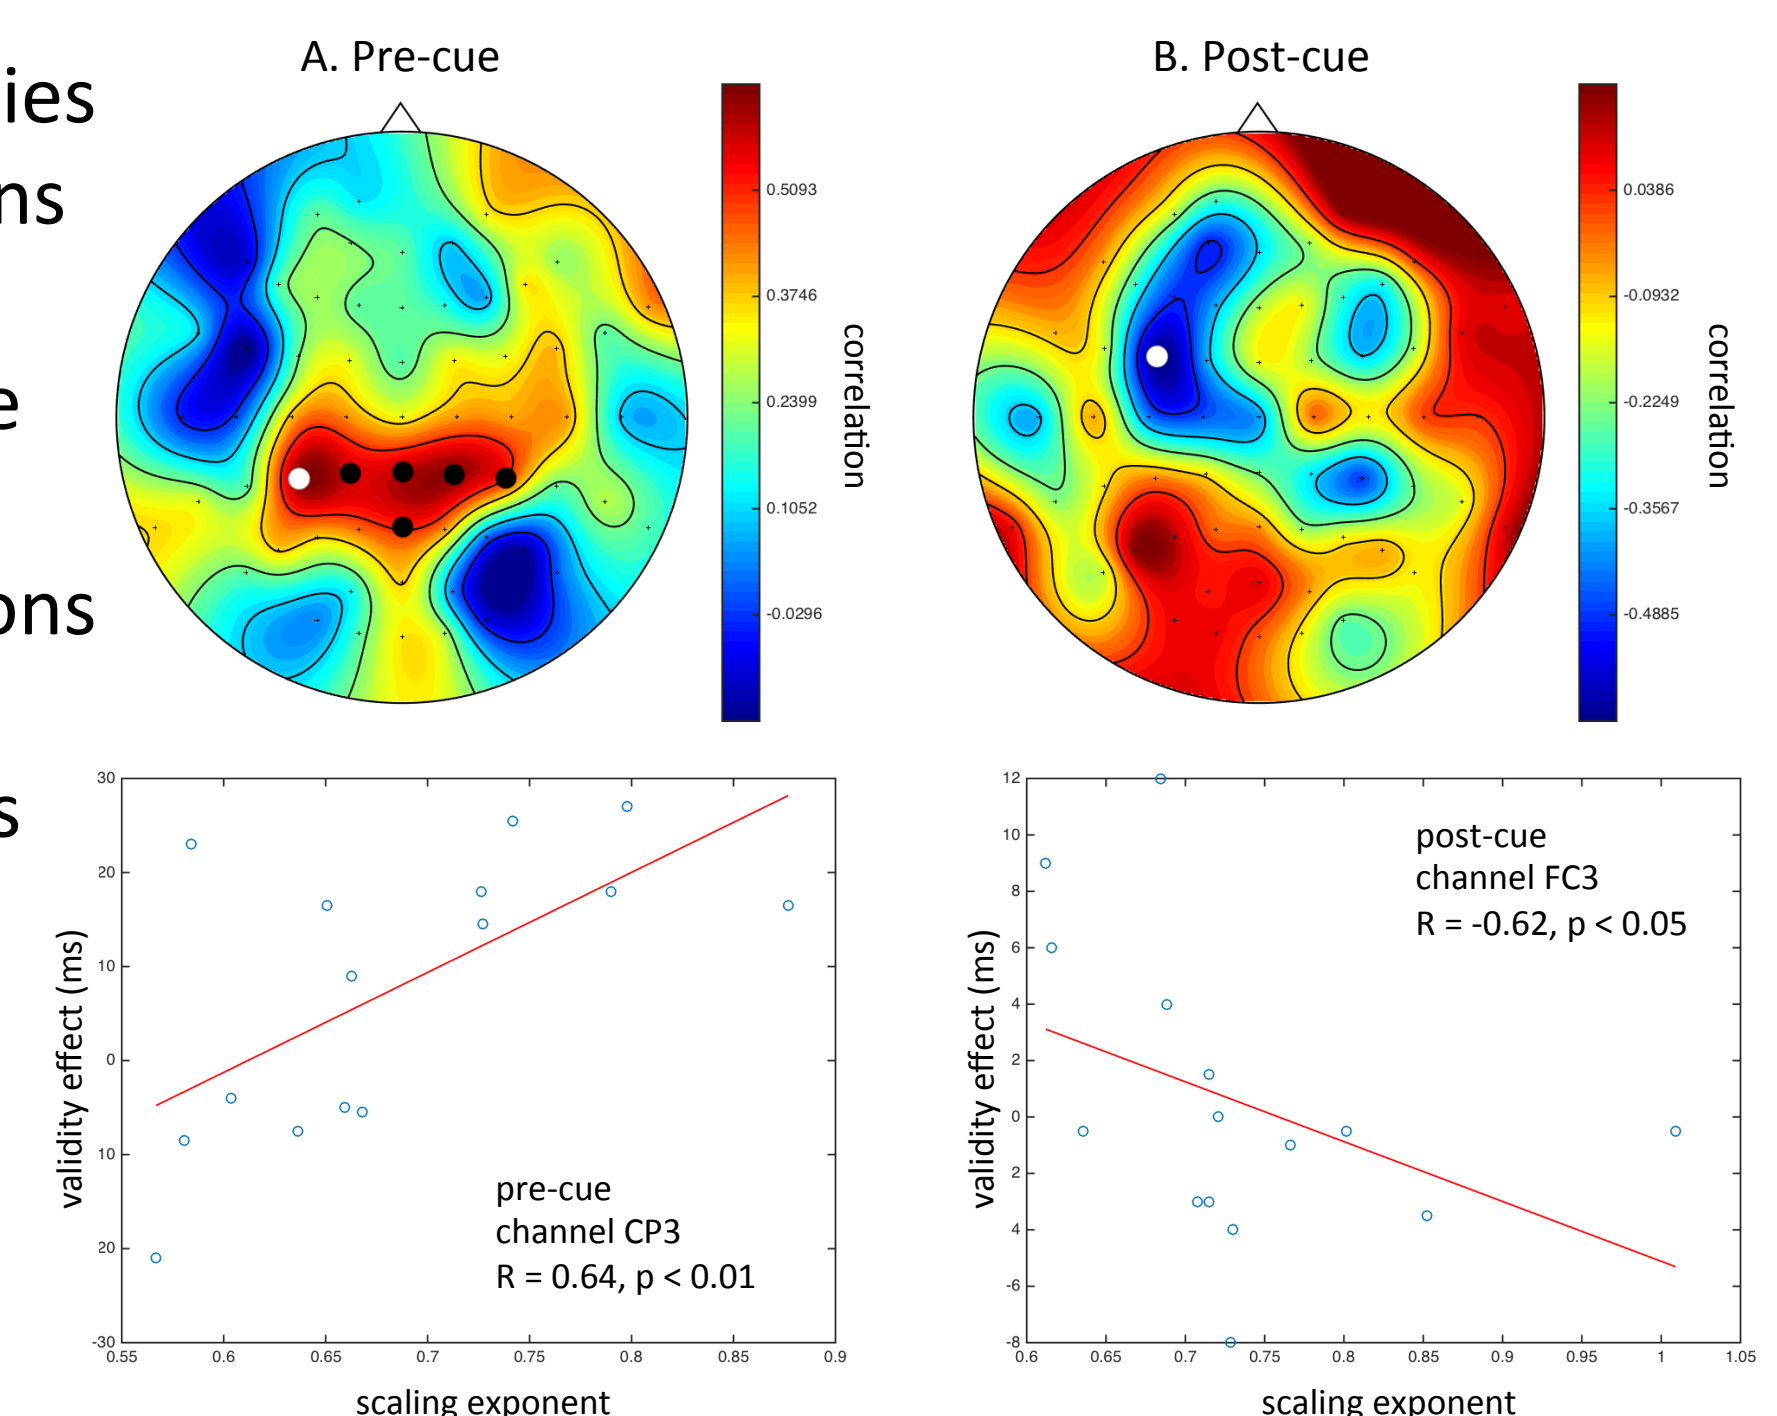 ies
ns
e
ons
s
A. Pre-cue
0.5093
0.3746
0.2399
0.1052
-0.0296
correlation
B. Post-cue
0.0386
-0.0932
-0.2249
-0.3567
-0.4885
correlation
30
20
10
0
10
20
-30
0.55 0.6 0.65 0.7 0.75 0.8 0.85 0.9
validity effect (ms)
scaling exponent
pre-cue
channel CP3
R = 0.64, p < 0.01
12
10
8
6
4
2
0
2
4
-6
-8
0.6 0.65 0.7 0.75 0.8 0.85 0.9 0.95 1 1.05
validity effect (ms)
scaling exponent
post-cue
channel FC3
R = -0.62, p < 0.05